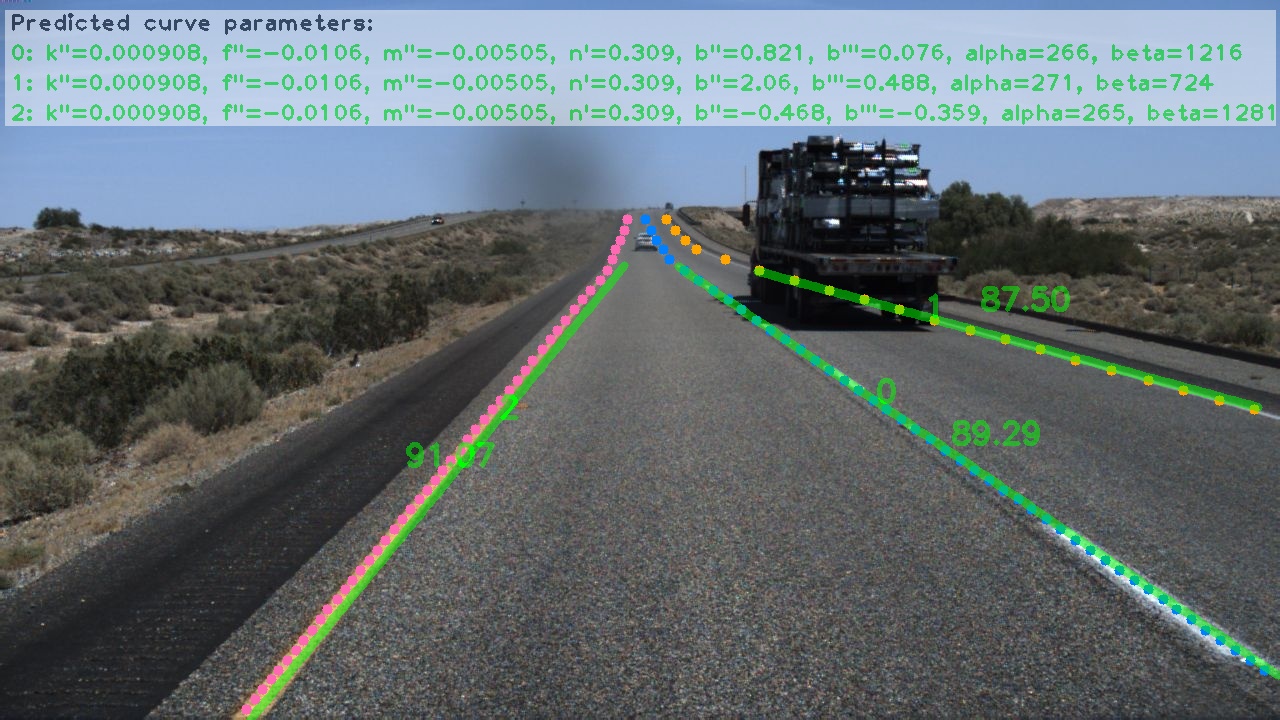 Predicted curve parameters:
0: k"=0.000908, f"=-0.0106, m"=-0.00505, n'=0.309, b"=0.821, b'''=0.076, alpha=266, beta=1216
1: k"=0.000908, f"=-0.0106, m"=-0.00505, n'=0.309, b"=2.06, b'''=0.488, alpha=271, beta=724
2: k"=0.000908, f"=-0.0106, m"=-0.00505, n'=0.309, b"=-0.468, b'''=-0.359, alpha=265, beta=1281
1 87.50
0
89.29
2
91.07